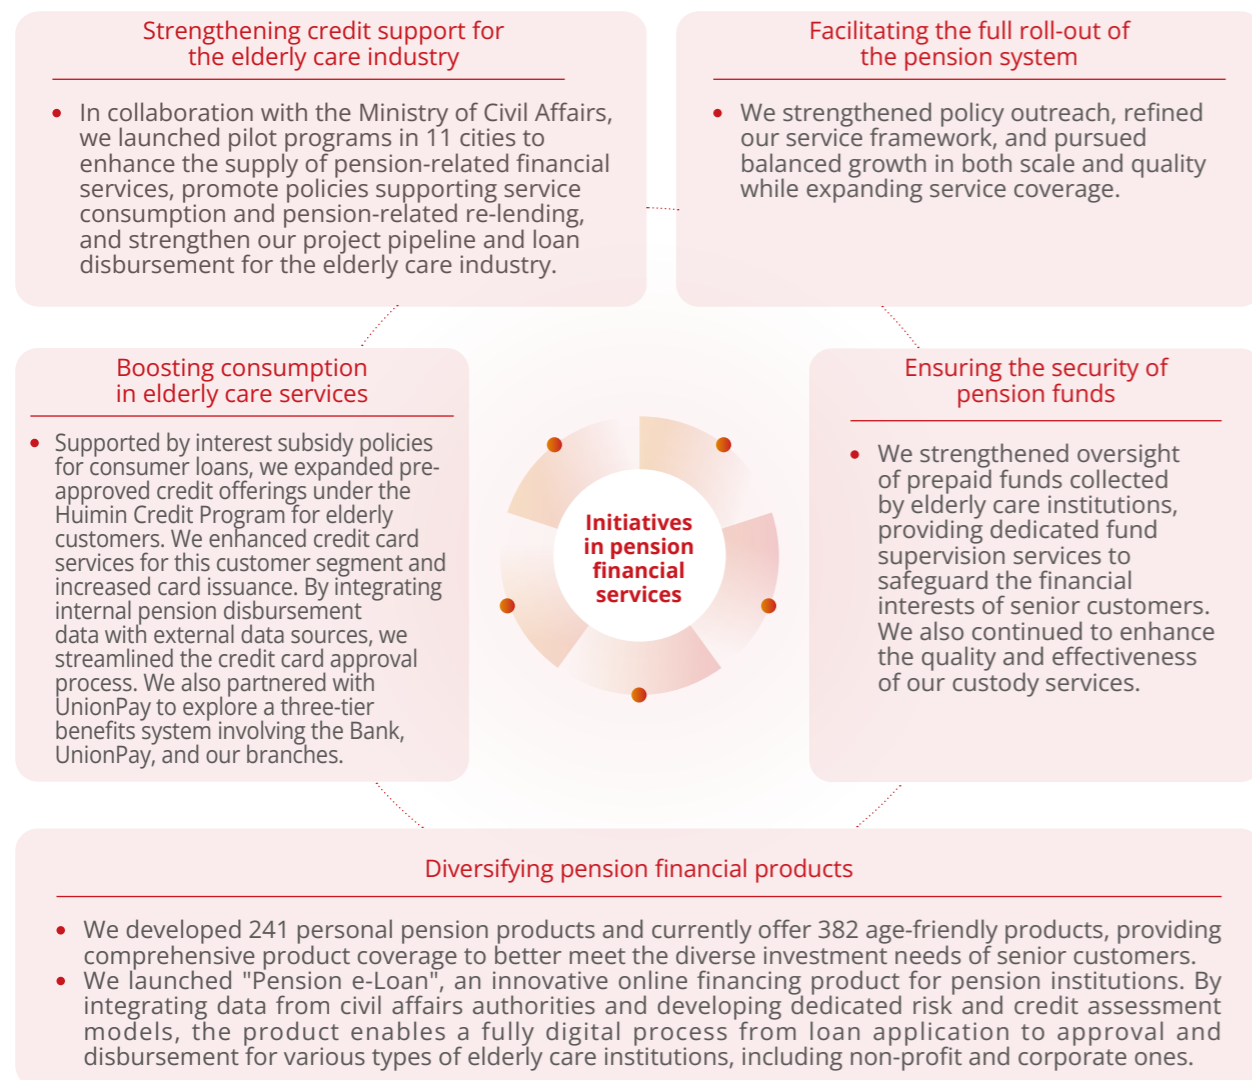 Strengthening credit support for
the elderly care industry
• In collaboration with the Ministry of Civil Affairs,
we launched pilot programs in 11 cities to
enhance the supply of pension-related financial
services, promote policies supporting service
consumption and pension-related re-lending,
and strengthen our project pipeline and loan
disbursement for the elderly care industry.
Facilitating the full roll-out of
the pension system
• We strengthened policy outreach, refined
our service framework, and pursued
balanced growth in both scale and quality
while expanding service coverage.
Boosting consumption
in elderly care services
• Supported by interest subsidy policies
for consumer loans, we expanded pre-
approved credit offerings under the
Huimin Credit Program for elderly
customers. We enhanced credit card
services for this customer segment and
increased card issuance. By integrating
internal pension disbursement
data with external data sources, we
streamlined the credit card approval
process. We also partnered with
UnionPay to explore a three-tier
benefits system involving the Bank,
UnionPay, and our branches.
Initiatives
in pension
financial
services
Ensuring the security of
pension funds
• We strengthened oversight
of prepaid funds collected
by elderly care institutions,
providing dedicated fund
supervision services to
safeguard the financial
interests of senior customers.
We also continued to enhance
the quality and effectiveness
of our custody services.
Diversifying pension financial products
• We developed 241 personal pension products and currently offer 382 age-friendly products, providing
comprehensive product coverage to better meet the diverse investment needs of senior customers.
• We launched "Pension e-Loan", an innovative online financing product for pension institutions. By
integrating data from civil affairs authorities and developing dedicated risk and credit assessment
models, the product enables a fully digital process from loan application to approval and
disbursement for various types of elderly care institutions, including non-profit and corporate ones.